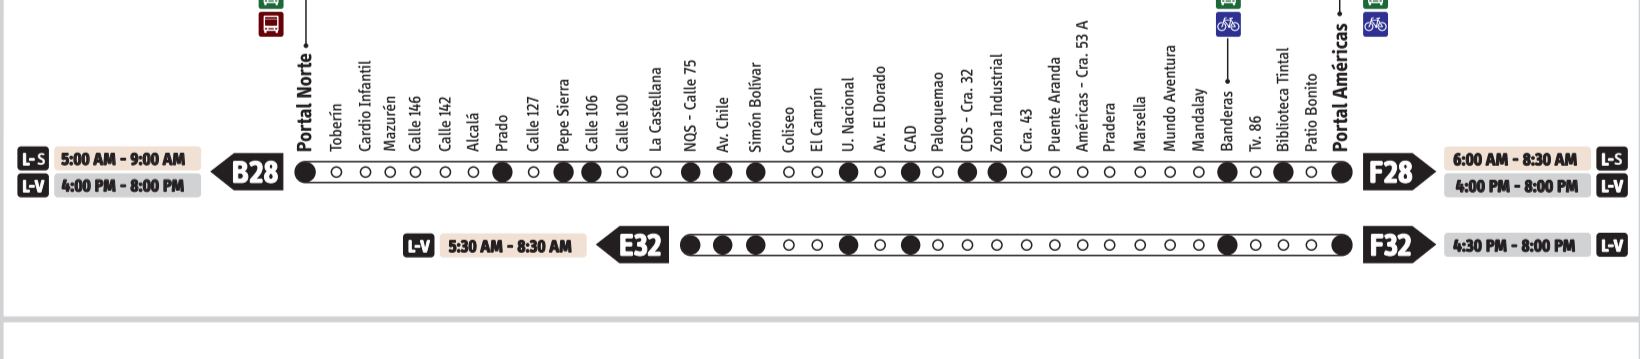 Portal Norte
Toberín
Cardio Infantil
Mazurén
Calle 146
Calle 142
Alcalá
Prado
Calle 127
Pepe Sierra
Calle 106
Calle 100
La Castellana
NQS - Calle 75
Av. Chile
Simón Bolívar
Coliseo
El Campín
U. Nacional
Av. El Dorado
CAD
Paloquemao
CDS - Cra. 32
Zona Industrial
Cra. 43
Puente Aranda
Américas - Cra. 53 A
Pradera
Marsella
Mundo Aventura
Mandalay
Banderas
Tv. 86
Biblioteca Tintal
Patio Bonito
Portal Américas
L-S 5:00 AM - 9:00 AM
L-V 4:00 PM - 8:00 PM
B28
F28
6:00 AM - 8:30 AM L-S
4:00 PM - 8:00 PM L-V
L-V 5:30 AM - 8:30 AM E32
F32 4:30 PM - 8:00 PM L-V